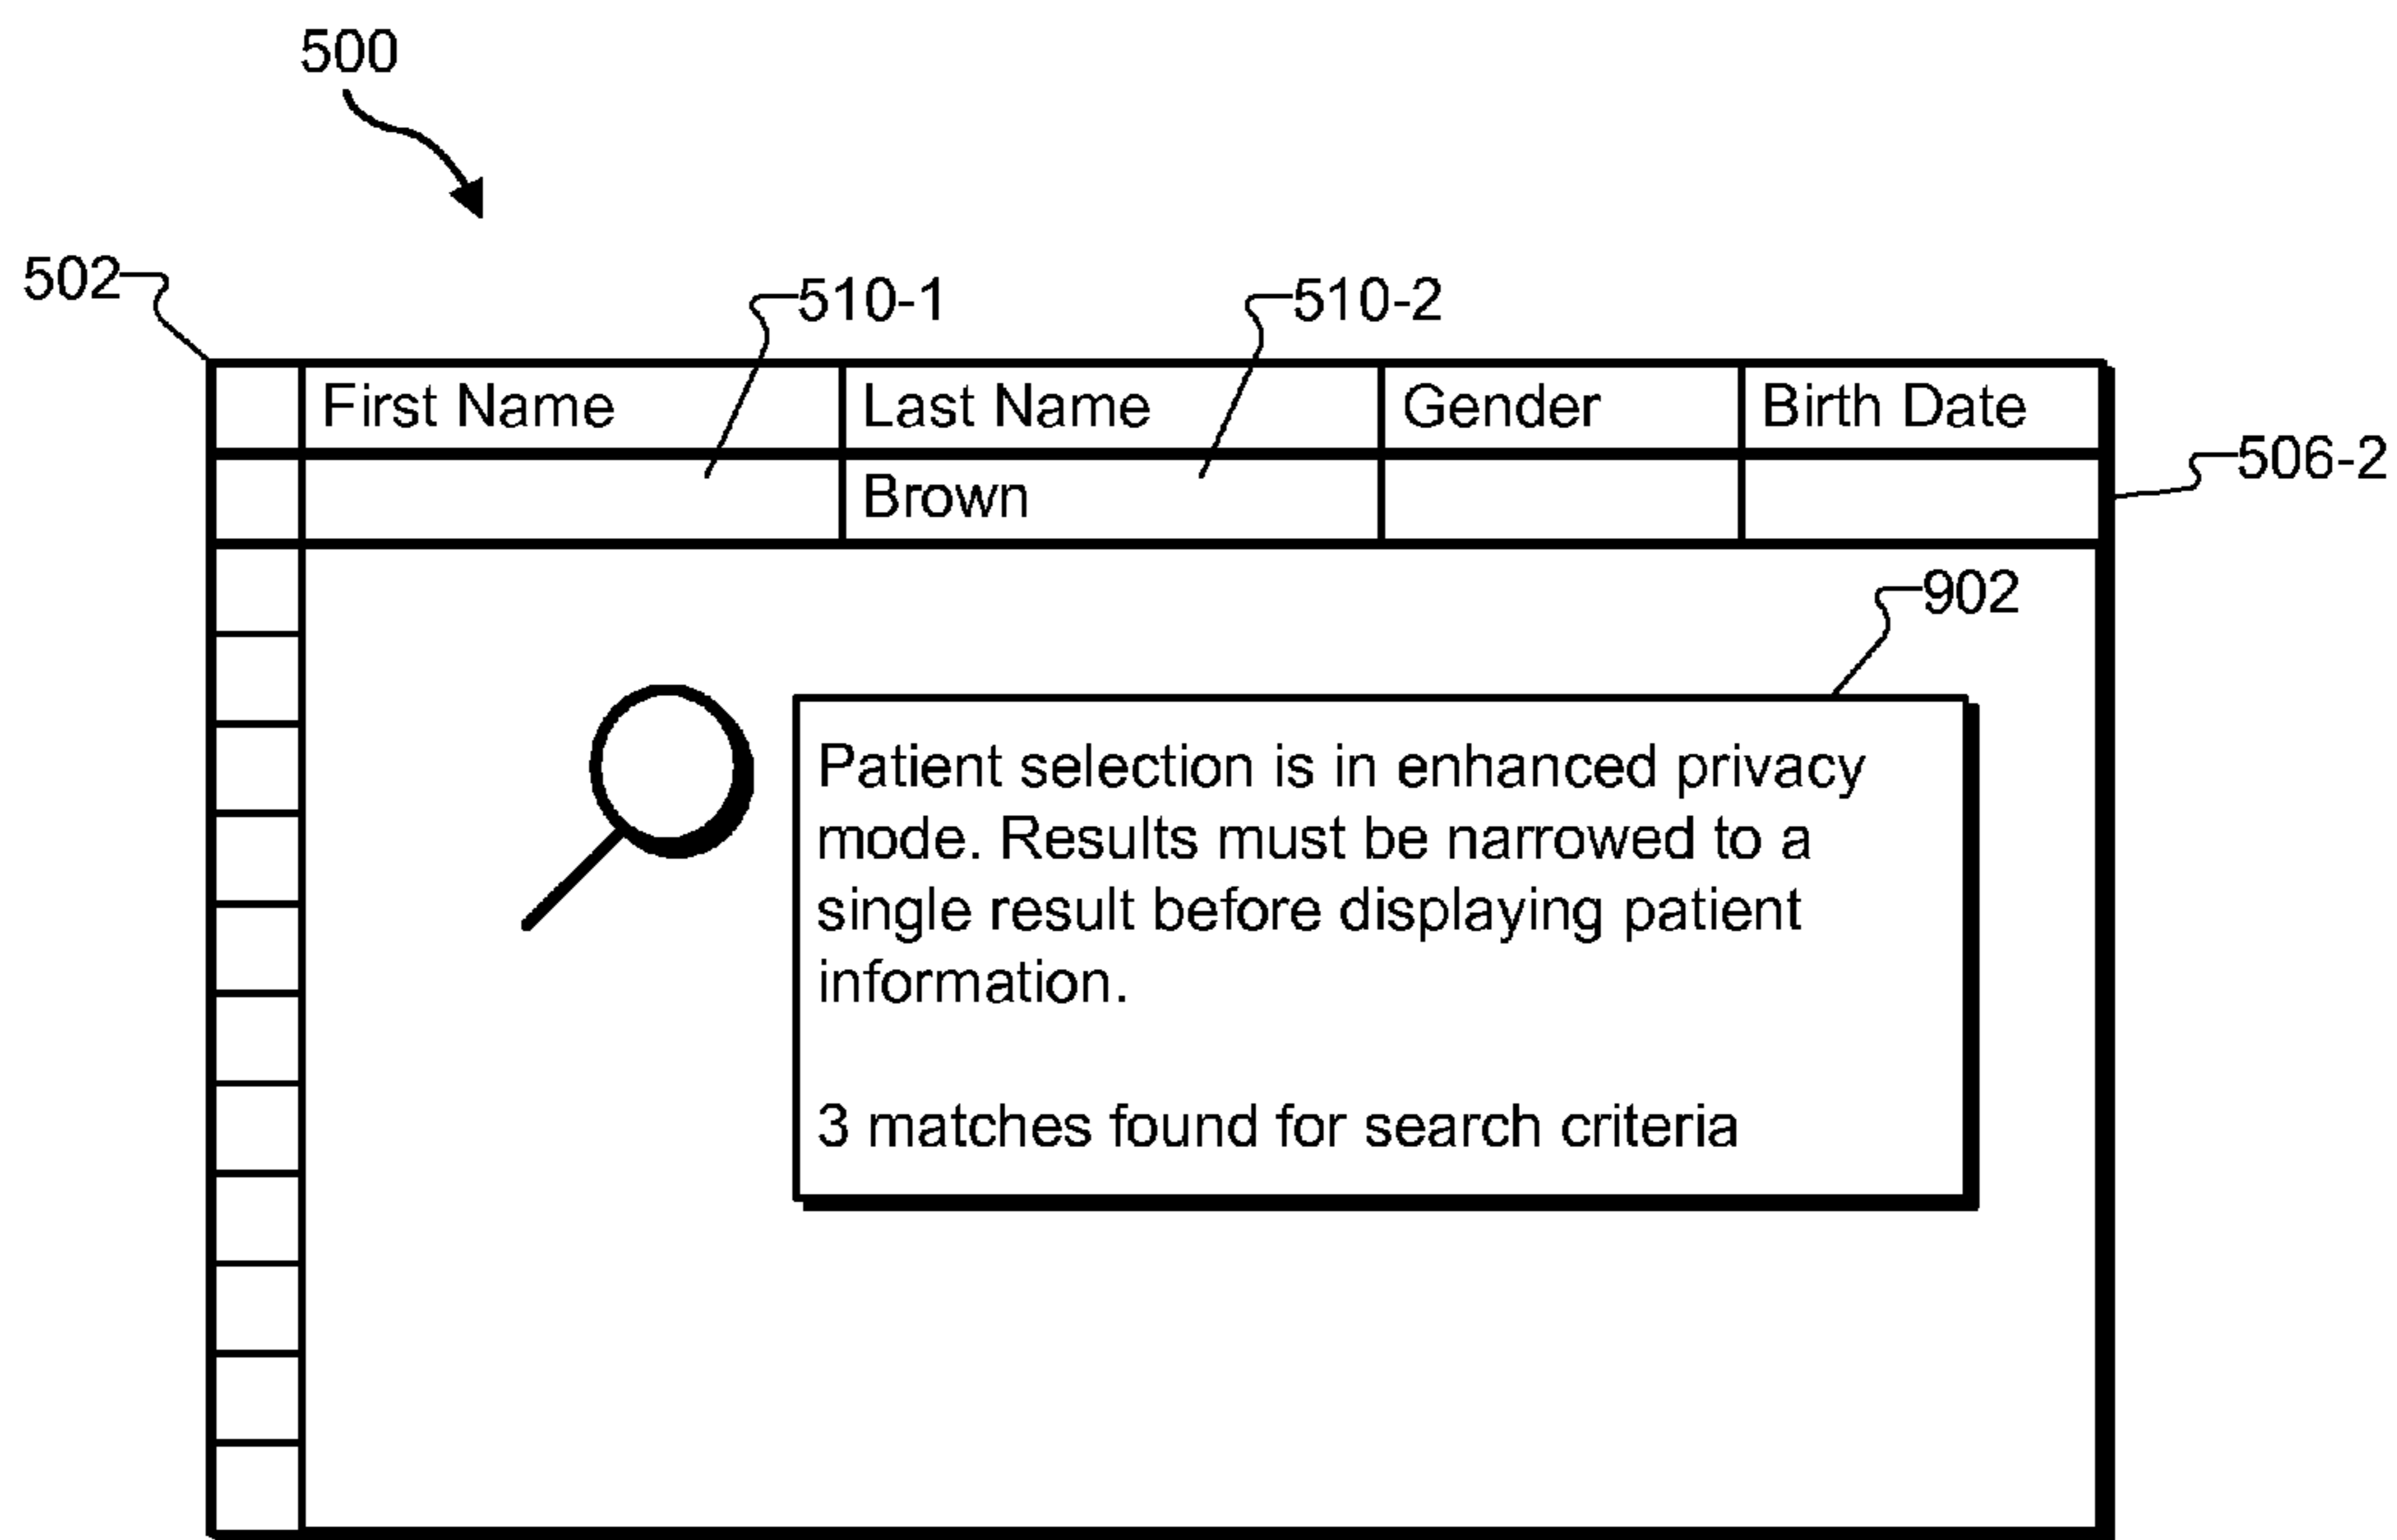 500
502
510-1
510-2
First Name
Last Name
Gender
Birth Date
506-2
Brown
902
Patient selection is in enhanced privacy
mode. Results must be narrowed to a
single result before displaying patient
information.
3 matches found for search criteria